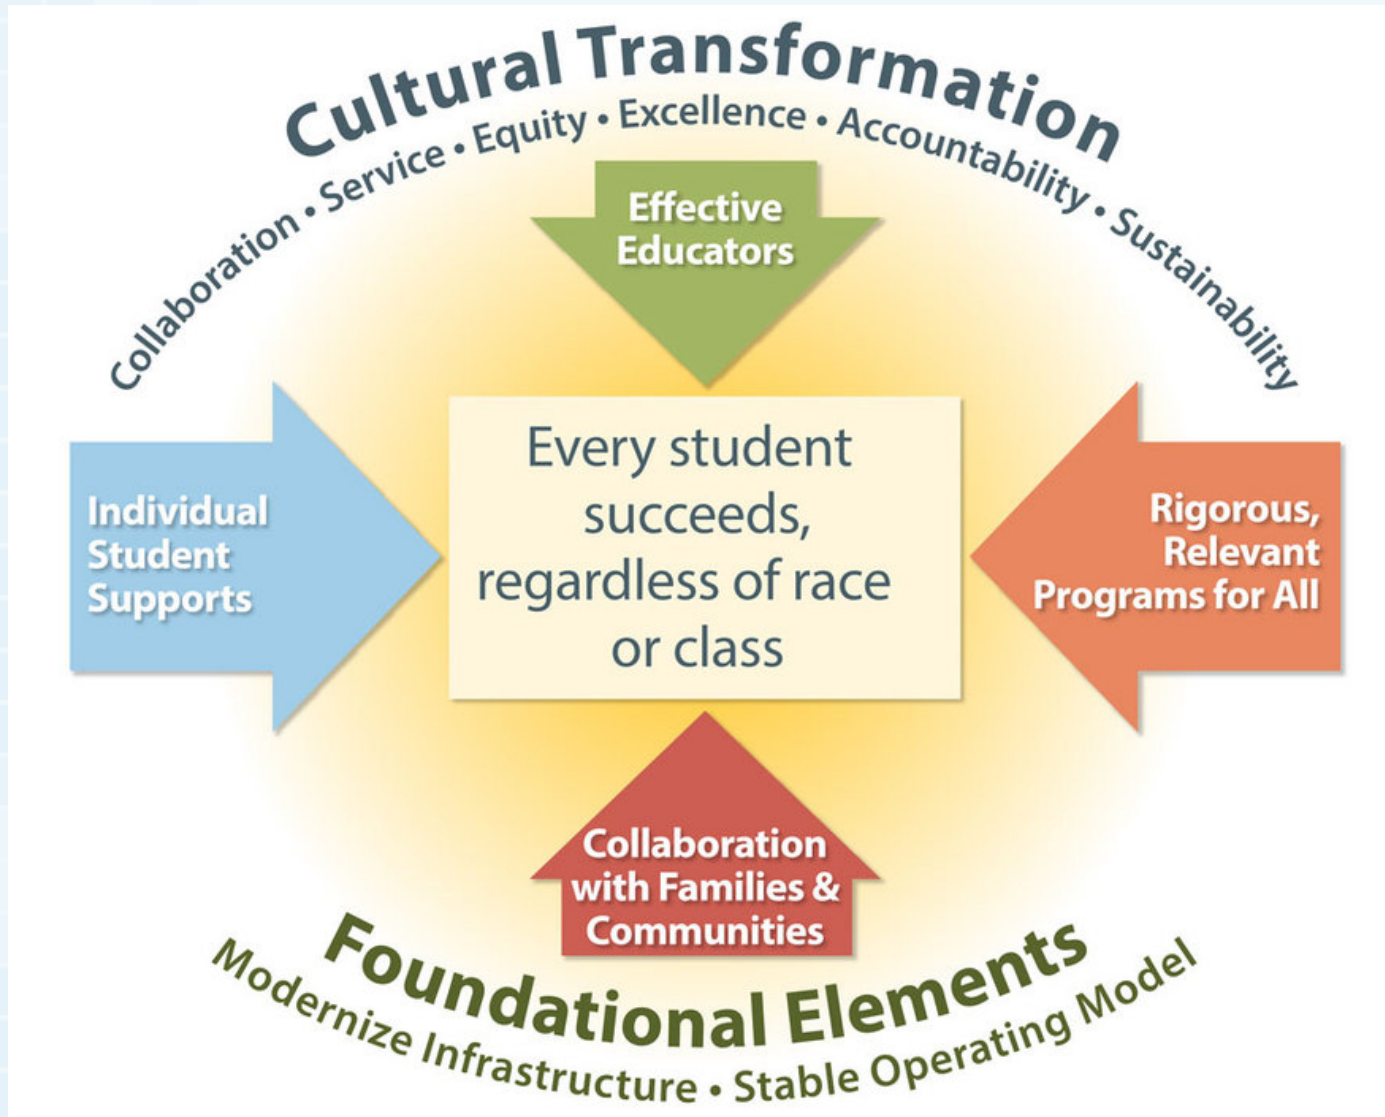 Cultural Transformation
Collaboration • Service • Equity • Excellence • Accountability • Sustainability
Effective
Educators
Individual
Student
Supports
Every student
succeeds,
regardless of race
or class
Rigorous,
Relevant
Programs for All
Collaboration
with Families &
Communities
Foundational Elements
Modernize Infrastructure • Stable Operating Model